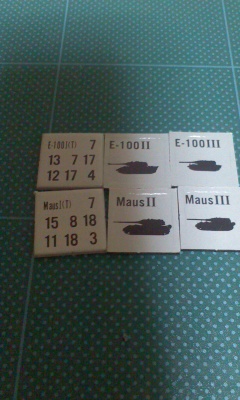 E-100I(T) 7
13 7 17
12 17 4
E-100II
E-100III
MausI(T) 7
15 8 18
11 18 3
MausII
MausIII